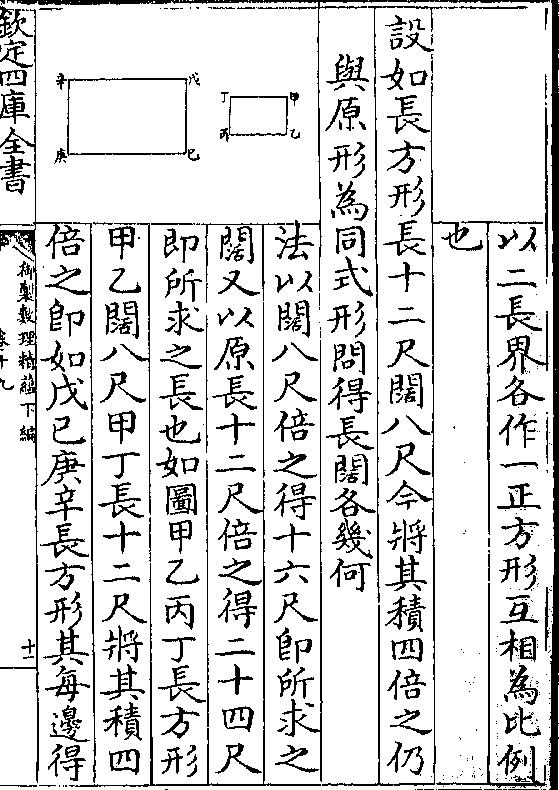 以二長界各作一正方形互相為比例
也
設如長方形長十二尺闊八尺今將其積四倍之仍
與原形為同式形問得長闊各幾何
法以闊八尺倍之得十六尺即所求之
闊又以原長十二尺倍之得二十四尺
即所求之長也如圖甲乙丙丁長方形
甲乙闊八尺甲丁長十二尺將其積四
倍之即如戊己庚辛長方形其每邊得
甲
乙
丙
丁
戊
己
庚
辛
欽定四庫全書
御製數理精蘊下編
卷十九
十一